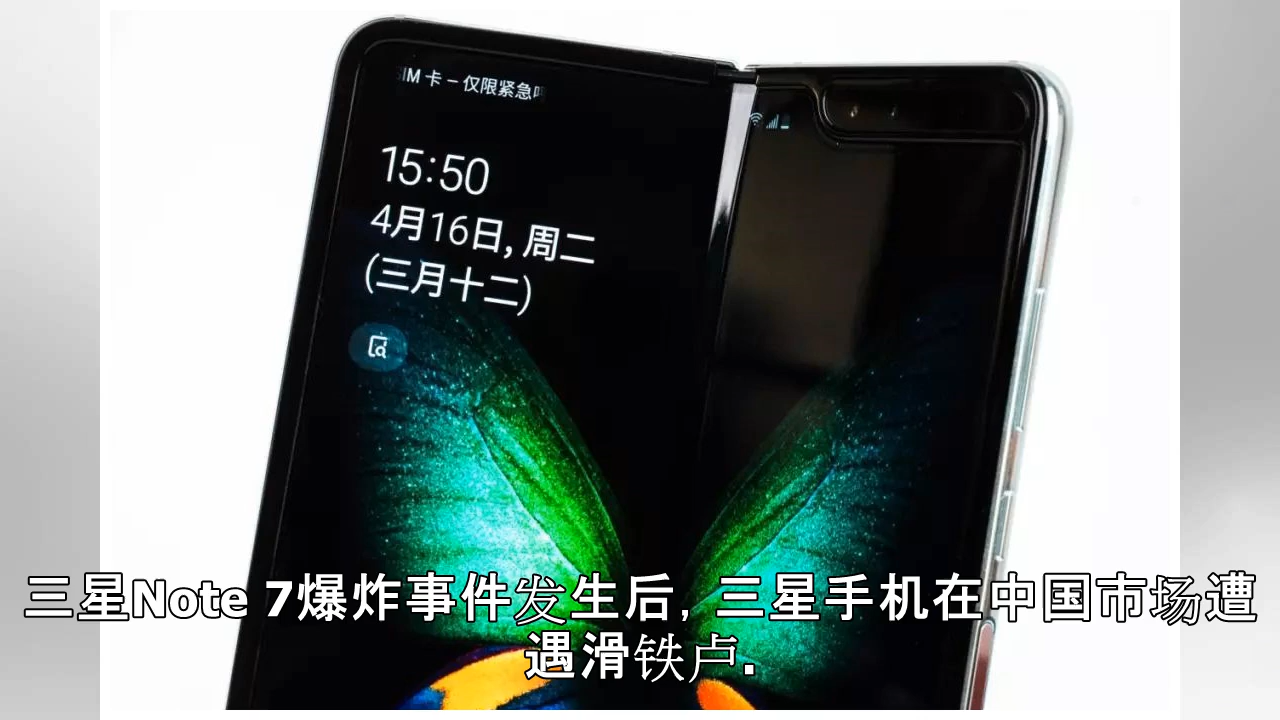 SIM 卡 – 仅限紧急
15:50
4月16日, 周二
(三月十二)
三星Note 7爆炸事件发生后, 三星手机在中国市场遭
遇滑铁卢.